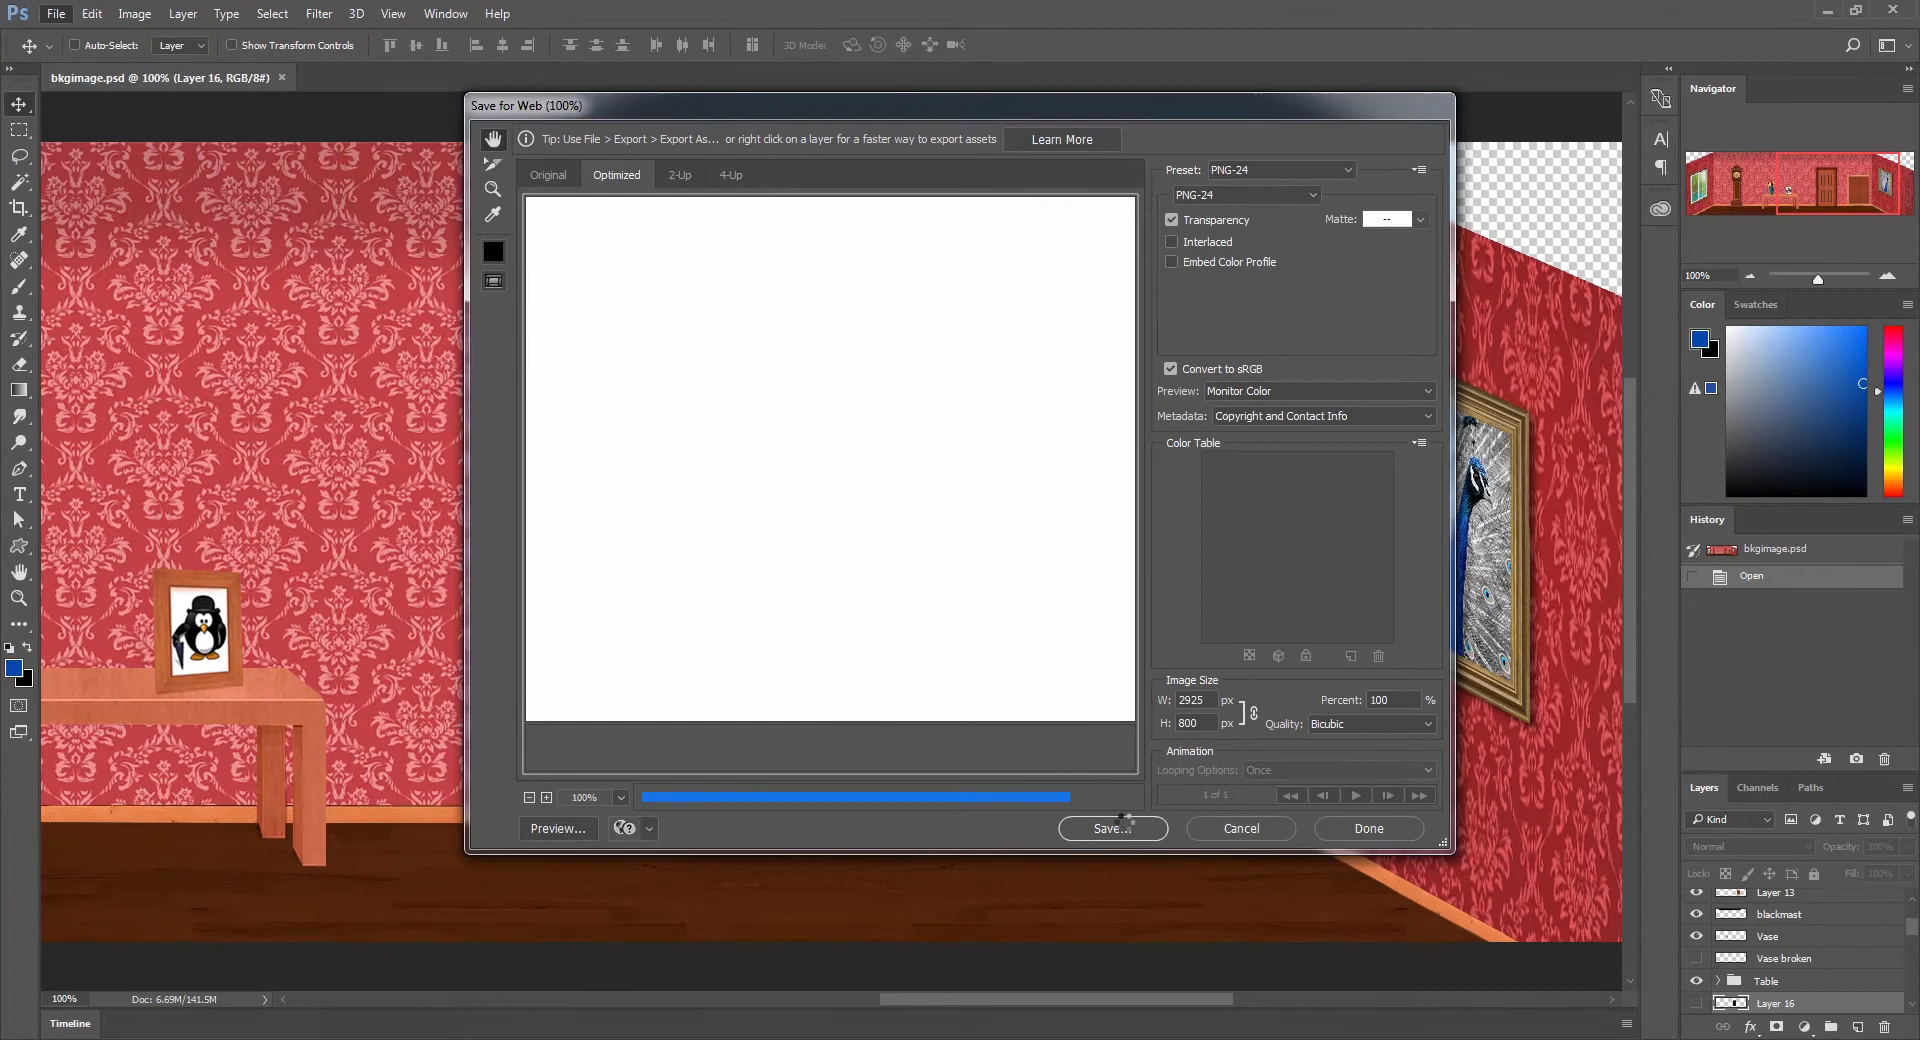 Ps File Edit Image Layer Type Select Filter 3D View Window Help
Auto-Select: Layer Show Transform Controls 3D Mode:
bkgimage.psd @ 100% (Layer 16, RGB/8#)
Save for Web (100%)
Tip: Use File > Export > Export As... or right click on a layer for a faster way to export assets Learn More
Original Optimized 2-Up 4-Up
Preset: PNG-24
PNG-24
Transparency Matte: --
Interlaced
Embed Color Profile
Convert to sRGB
Preview: Monitor Color
Metadata: Copyright and Contact Info
Color Table
Image Size
W: 2925 px Percent: 100 %
H: 800 px Quality: Bicubic
Animation
Looping Options: Once
1 of 1
100%
Preview... Save... Cancel Done
Navigator
100%
Color Swatches
History
bkgimage.psd
Open
Layers Channels Paths
Kind
Normal Opacity: 100%
Lock: Fill: 100%
Layer 13
blackmast
Vase
Vase broken
Table
Layer 16
fx
100% Doc: 6.69M/141.5M
Timeline